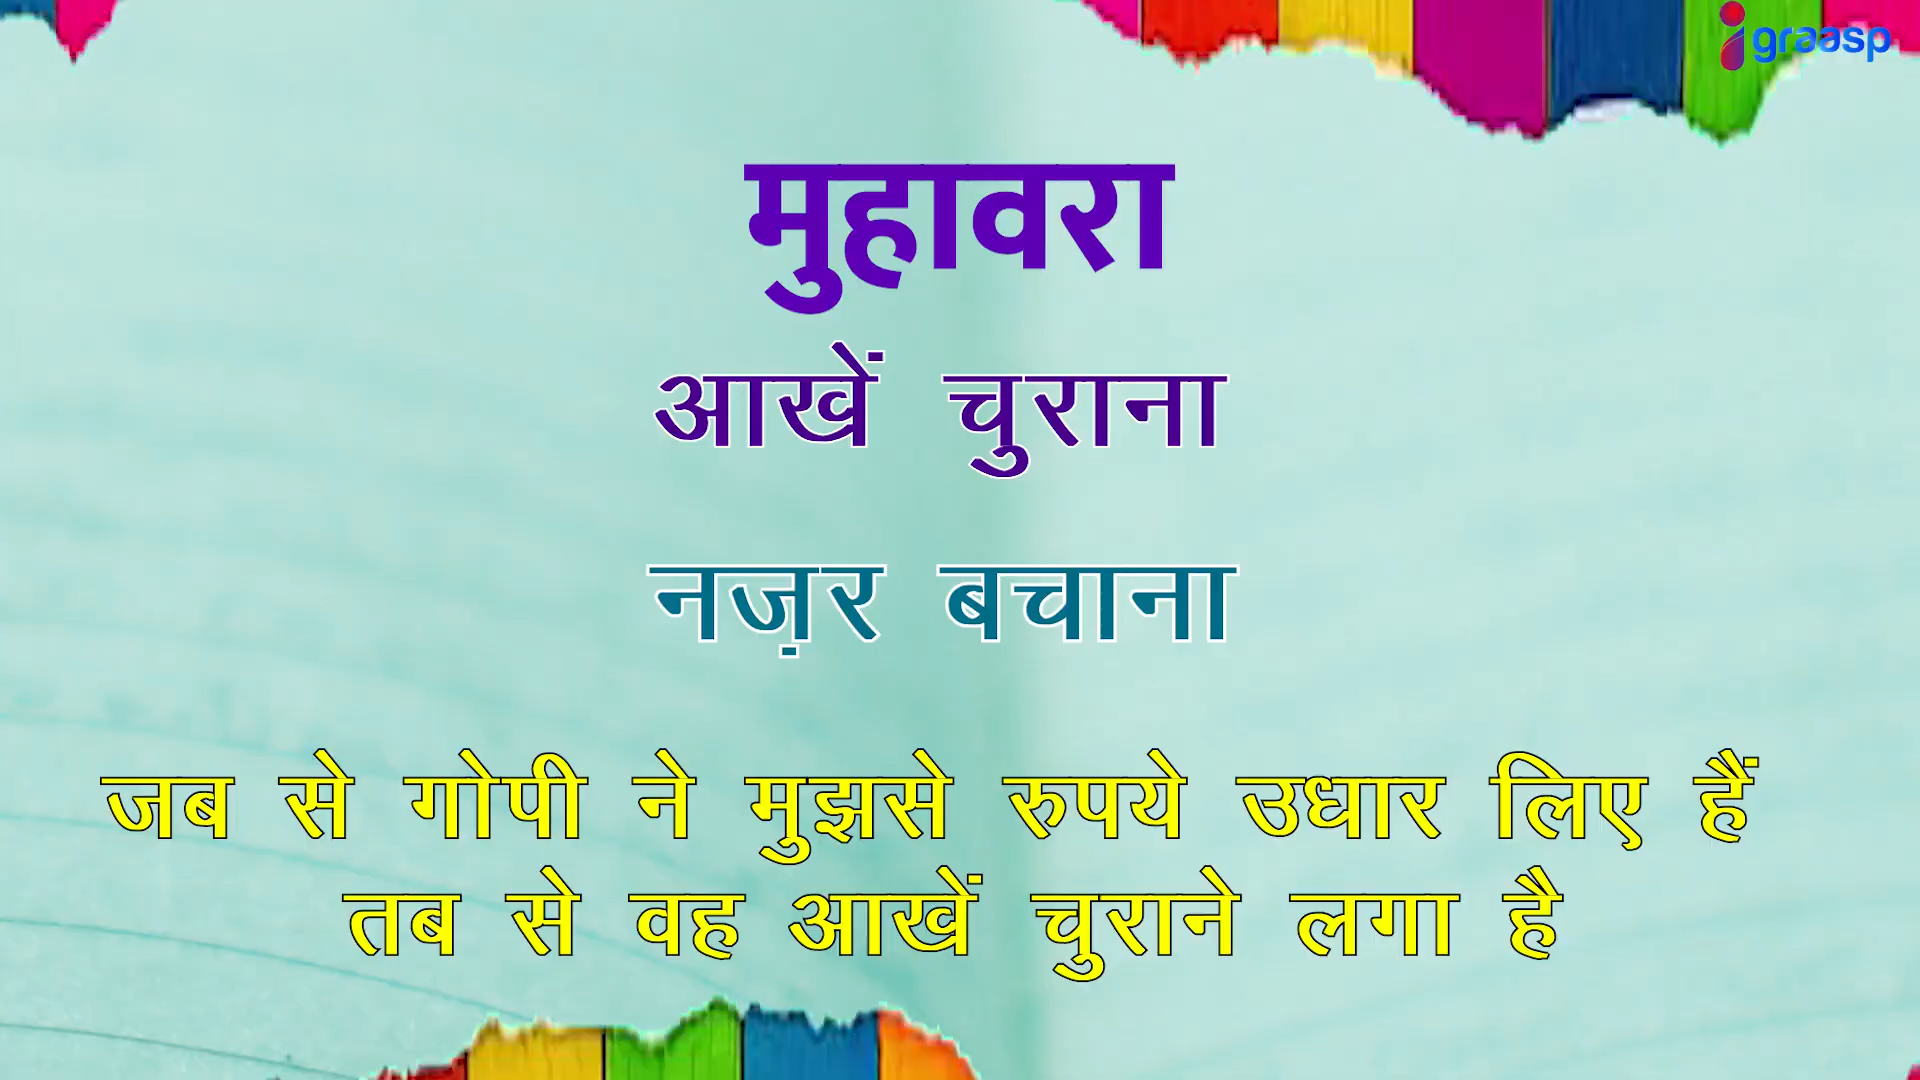 igraasp
मुहावरा
आखें चुराना
नज़र बचाना
जब से गोपी ने मुझसे रुपये उधार लिए हैं
तब से वह आखें चुराने लगा है